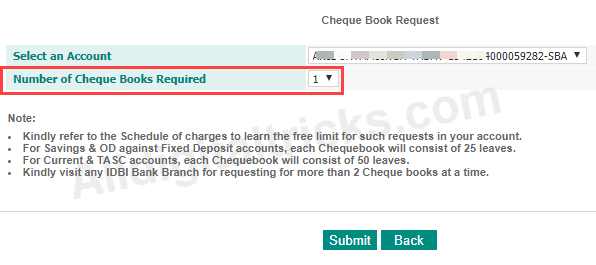 Cheque Book Request
Select an Account 4000059282-SBA
Number of Cheque Books Required 1
Note:
• Kindly refer to the Schedule of charges to learn the free limit for such requests in your account.
• For Savings & OD against Fixed Deposit accounts, each Chequebook will consist of 25 leaves.
• For Current & TASC accounts, each Chequebook will consist of 50 leaves.
• Kindly visit any IDBI Bank Branch for requesting for more than 2 Cheque books at a time.
Submit Back